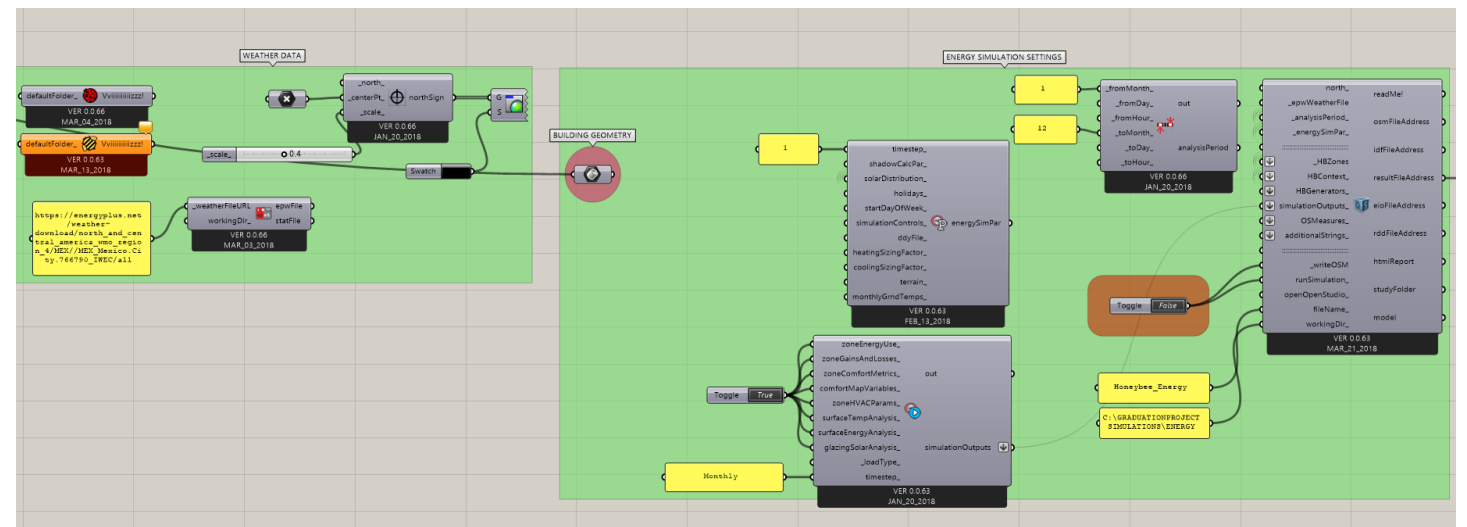 WEATHER DATA
defaultFolder_
Vviiiiiiiizzz!
VER 0.0.66
MAR_04_2018
defaultFolder_
Vviiiiiiiizzz!
VER 0.0.63
MAR_13_2018
_north_
_centerPt_
_scale_
northSign
VER 0.0.66
JAN_20_2018
G
S
_scale_
0.4
Swatch
https://energyplus.net
/weather-
download/north_and_cen
tral_america_wmo_regio
n_4/MEX//MEX_Mexico.Ci
ty.766790_IWEC/all
_weatherFileURL
workingDir_
epwFile
statFile
VER 0.0.66
MAR_03_2018
BUILDING GEOMETRY
ENERGY SIMULATION SETTINGS
1
timestep_
shadowCalcPar_
solarDistribution_
holidays_
startDayOfWeek_
simulationControls_
ddyFile_
heatingSizingFactor_
coolingSizingFactor_
terrain_
monthlyGrndTemps_
energySimPar
VER 0.0.63
FEB_13_2018
1
12
_fromMonth_
_fromDay_
_fromHour_
_toMonth_
_toDay_
_toHour_
out
analysisPeriod
VER 0.0.66
JAN_20_2018
north_
_epwWeatherFile
_analysisPeriod_
_energySimPar_
_HBZones
HBContext_
HBGenerators_
simulationOutputs_
OSMeasures_
additionalStrings_
_writeOSM
runSimulation_
openOpenStudio_
fileName_
workingDir_
readMe!
osmFileAddress
idfFileAddress
resultFileAddress
eioFileAddress
rddFileAddress
htmlReport
studyFolder
model
VER 0.0.63
MAR_21_2018
Toggle False
Honeybee_Energy
C:\GRADUATIONPROJECT
SIMULATIONS\ENERGY
Toggle True
Monthly
zoneEnergyUse_
zoneGainsAndLosses_
zoneComfortMetrics_
comfortMapVariables_
zoneHVACParams_
surfaceTempAnalysis_
surfaceEnergyAnalysis_
glazingSolarAnalysis_
_loadType_
timestep_
out
simulationOutputs
VER 0.0.63
JAN_20_2018